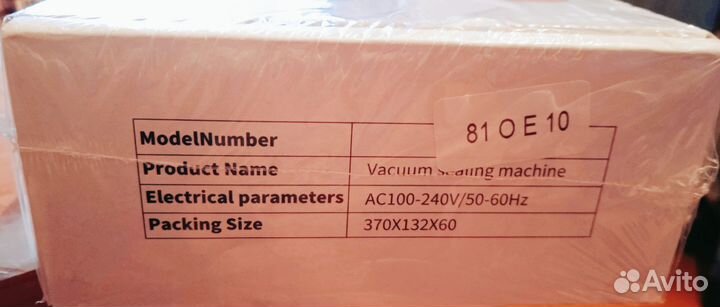 81 O E 10
ModelNumber
Product Name Vacuum sealing machine
Electrical parameters AC100-240V/50-60Hz
Packing Size 370X132X60
Avito